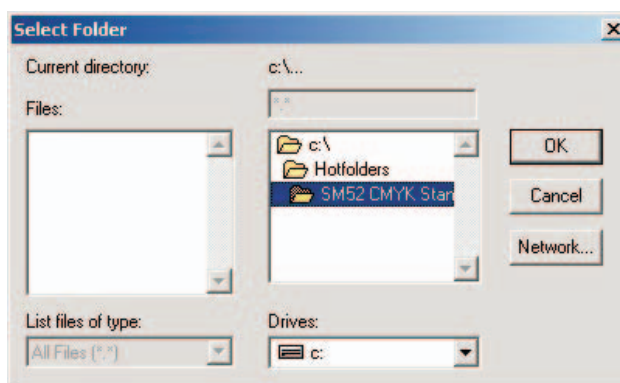 Select Folder
Current directory:
c:\...
Files:
*.*
c:\
Hotfolders
SM52 CMYK Stan
OK
Cancel
Network...
List files of type:
All Files (*.*)
Drives:
c: